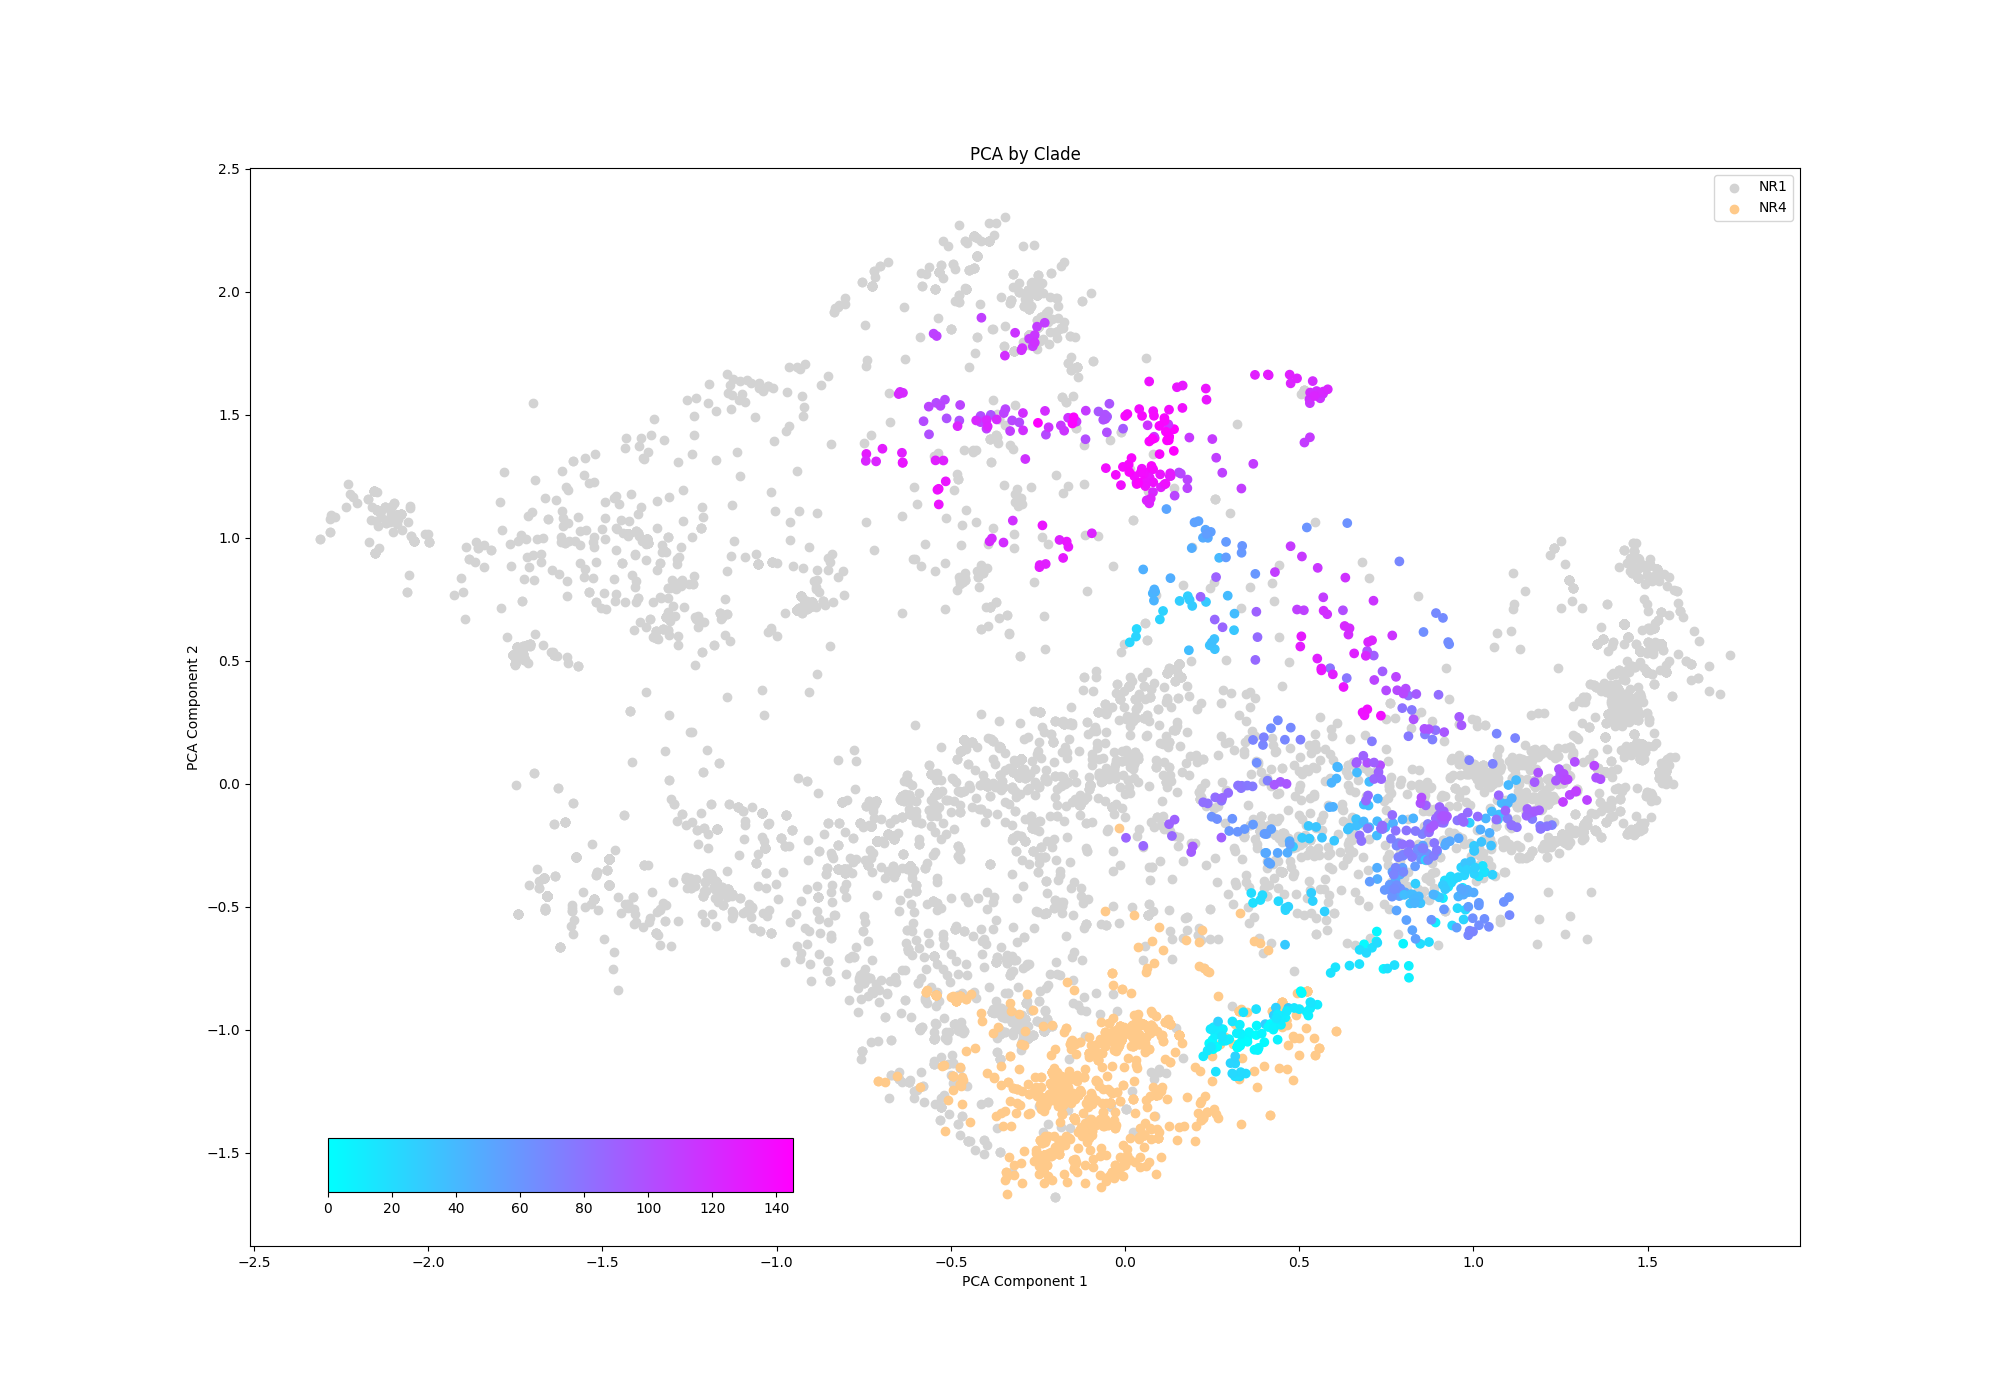 PCA by Clade
NR1
NR4
2.5
2.0
1.5
1.0
0.5
0.0
−0.5
−1.0
−1.5
PCA Component 2
0 20 40 60 80 100 120 140
−2.5 −2.0 −1.5 −1.0 −0.5 0.0 0.5 1.0 1.5
PCA Component 1